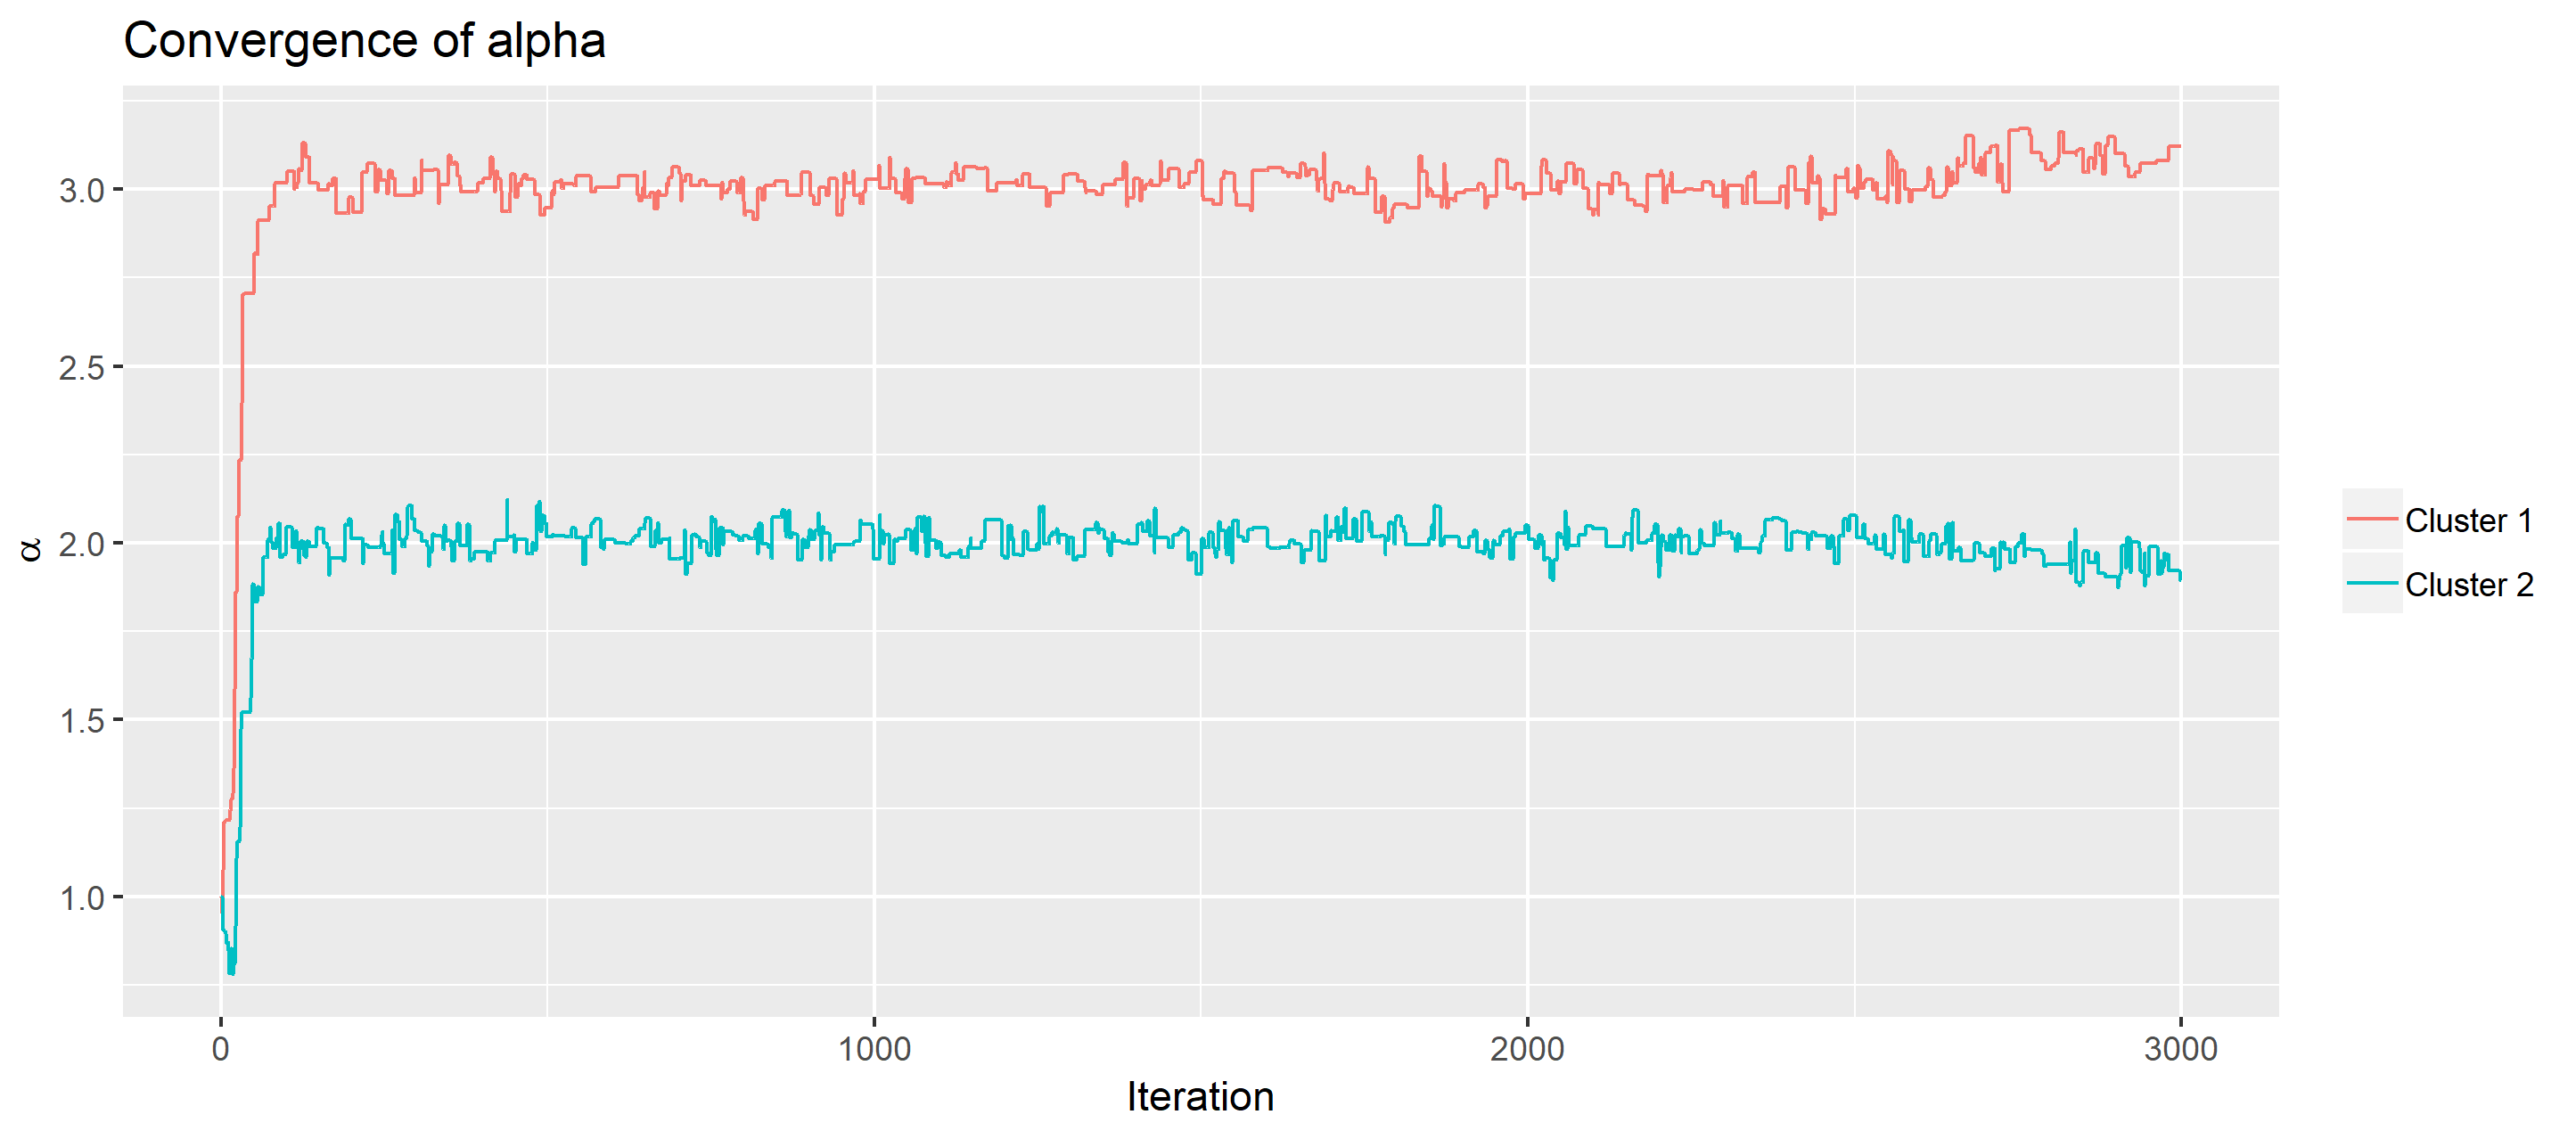 Convergence of alpha
3.0
2.5
2.0
1.5
1.0
α
0 1000 2000 3000
Iteration
Cluster 1
Cluster 2